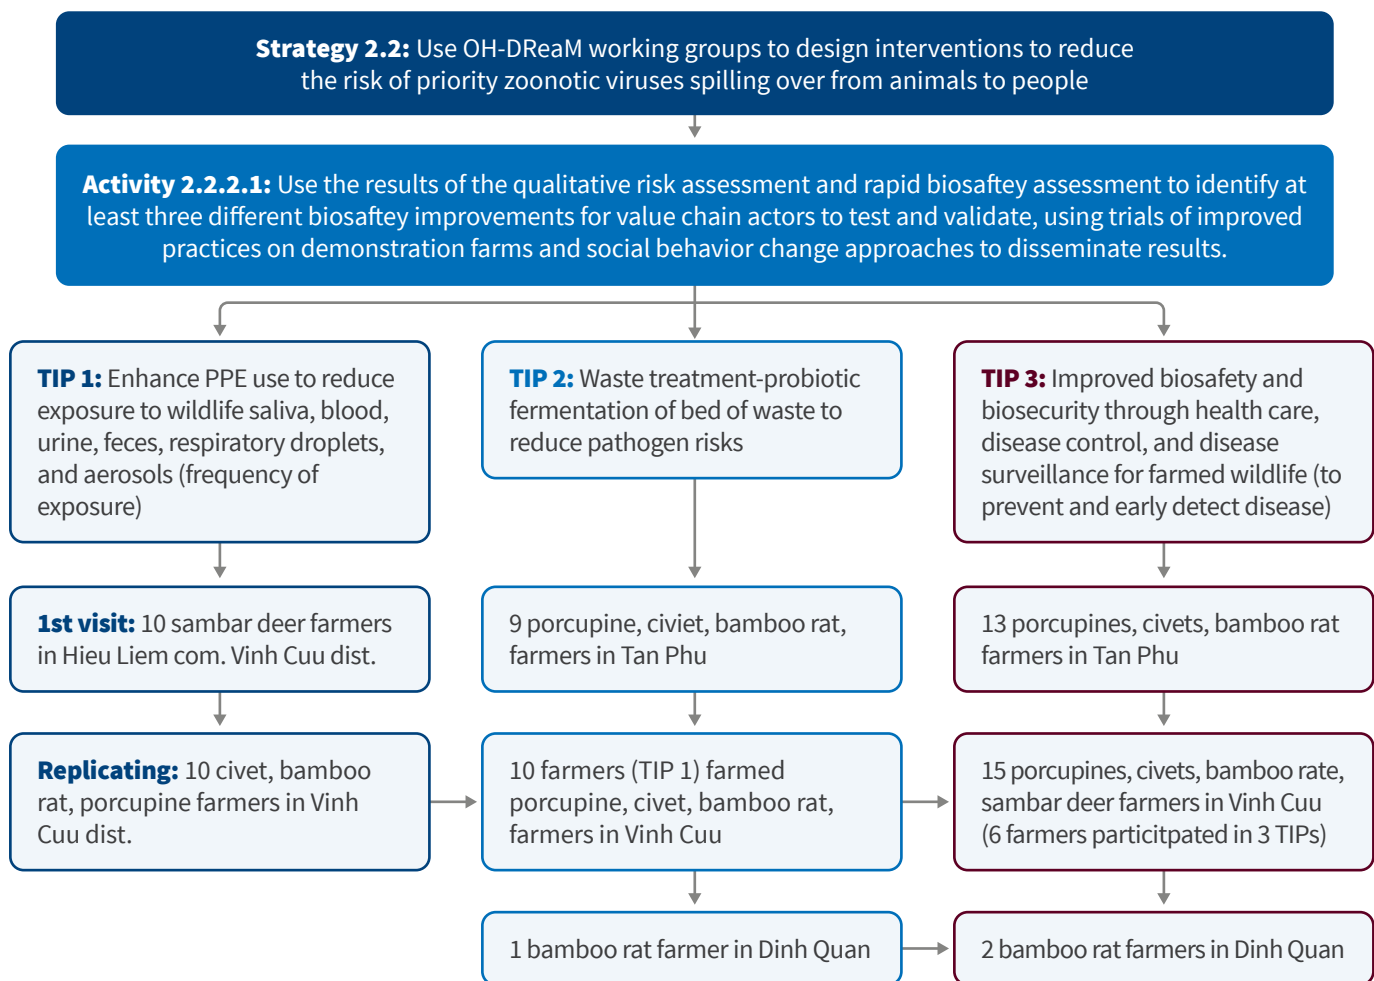 Strategy 2.2: Use OH-DReaM working groups to design interventions to reduce
the risk of priority zoonotic viruses spilling over from animals to people
Activity 2.2.2.1: Use the results of the qualitative risk assessment and rapid biosaftey assessment to identify at
least three different biosaftey improvements for value chain actors to test and validate, using trials of improved
practices on demonstration farms and social behavior change approaches to disseminate results.
TIP 1: Enhance PPE use to reduce
exposure to wildlife saliva, blood,
urine, feces, respiratory droplets,
and aerosols (frequency of
exposure)
TIP 2: Waste treatment-probiotic
fermentation of bed of waste to
reduce pathogen risks
TIP 3: Improved biosafety and
biosecurity through health care,
disease control, and disease
surveillance for farmed wildlife (to
prevent and early detect disease)
1st visit: 10 sambar deer farmers
in Hieu Liem com. Vinh Cuu dist.
9 porcupine, civiet, bamboo rat,
farmers in Tan Phu
13 porcupines, civets, bamboo rat
farmers in Tan Phu
Replicating: 10 civet, bamboo
rat, porcupine farmers in Vinh
Cuu dist.
10 farmers (TIP 1) farmed
porcupine, civet, bamboo rat,
farmers in Vinh Cuu
15 porcupines, civets, bamboo rate,
sambar deer farmers in Vinh Cuu
(6 farmers particitpated in 3 TIPs)
1 bamboo rat farmer in Dinh Quan
2 bamboo rat farmers in Dinh Quan